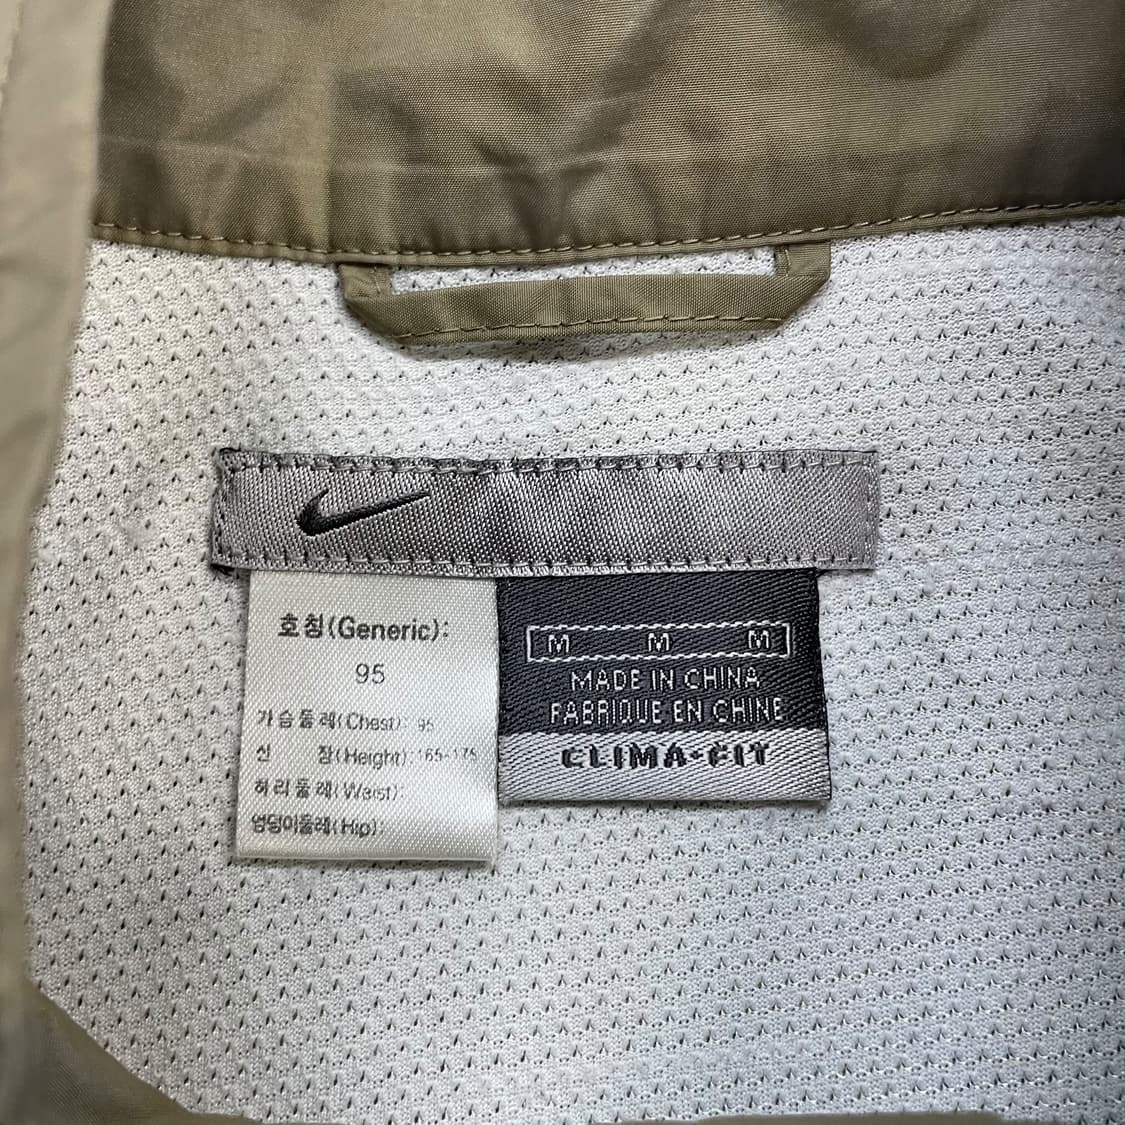 호칭(Generic):
95
가슴둘레(Chest): 95
신 장(Height): 165-175
허리둘레(Waist):
엉덩이둘레(Hip):
M M M
MADE IN CHINA
FABRIQUE EN CHINE
CLIMA•FIT